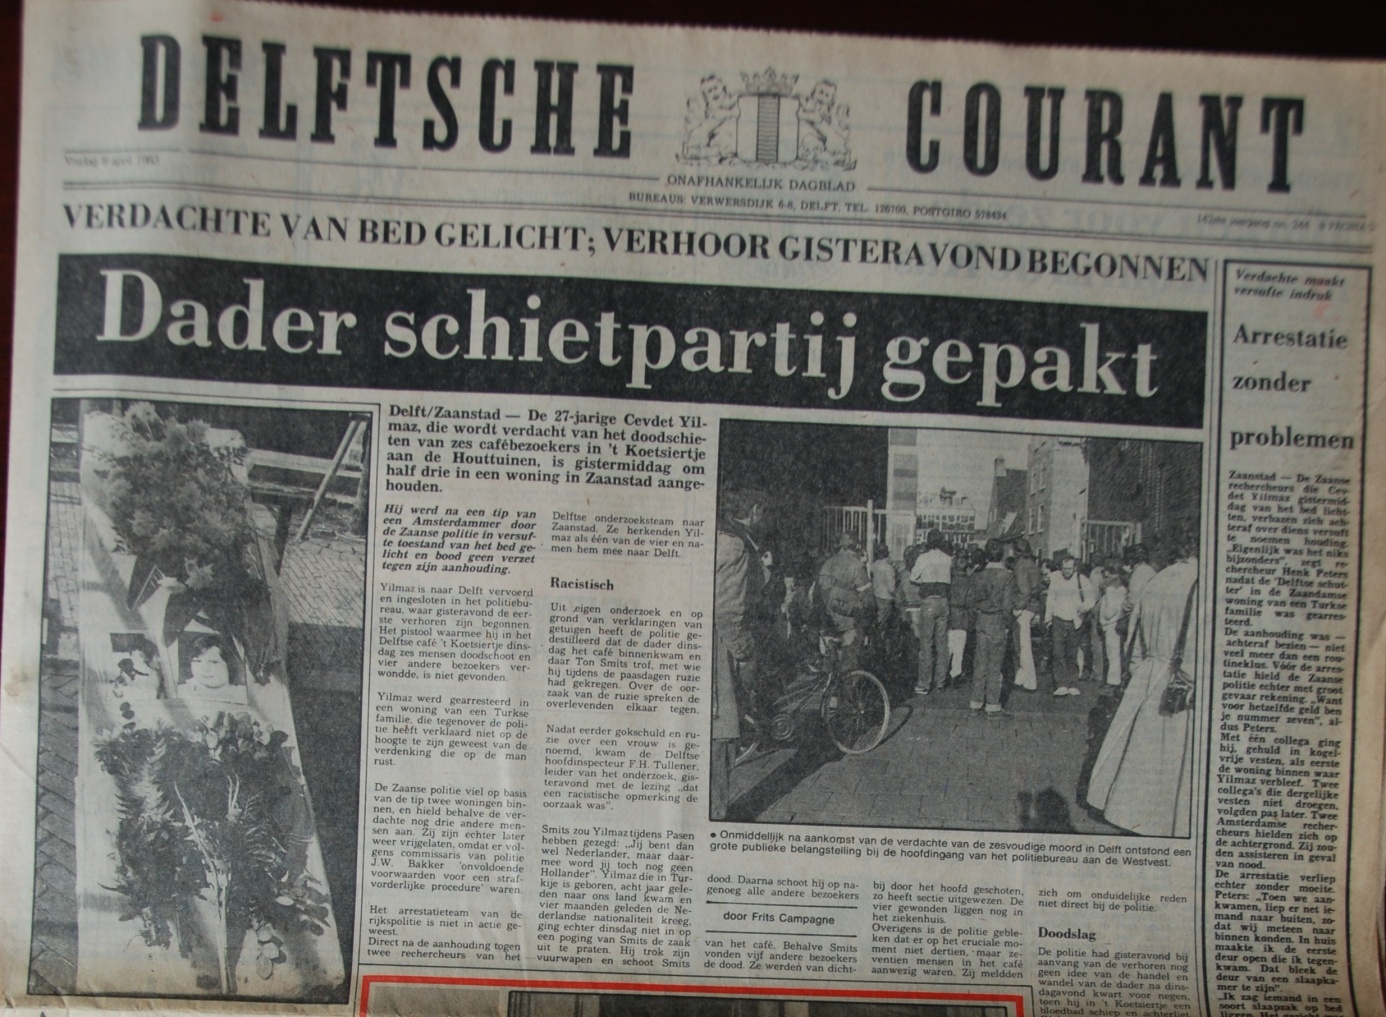 DELFTSCHE COURANT
Vrijdag 8 april 1983
ONAFHANKELIJK DAGBLAD
BUREAUS: VERWERSDIJK 6-8, DELFT, TEL. 126700, POSTGIRO 578434
VERDACHTE VAN BED GELICHT; VERHOOR GISTERAVOND BEGONNEN
Dader schietpartij gepakt
Delft/Zaanstad — De 27-jarige Cevdet Yil-
maz, die wordt verdacht van het doodschie-
ten van zes cafébezoekers in 't Koetsiertje
aan de Houttuinen, is gistermiddag om
half drie in een woning in Zaanstad aange-
houden.
Hij werd na een tip van
een Amsterdammer door
de Zaanse politie in versuf-
te toestand van het bed ge-
licht en bood geen verzet
tegen zijn aanhouding.
Yilmaz is naar Delft vervoerd
en ingesloten in het politiebu-
reau, waar gisteravond de eer-
ste verhoren zijn begonnen.
Het pistool waarmee hij in het
Delftse café 't Koetsiertje dins-
dag zes mensen doodschoot en
vier andere bezoekers ver-
wondde, is niet gevonden.
Yilmaz werd gearresteerd in
een woning van een Turkse
familie, die tegenover de poli-
tie heeft verklaard niet op de
hoogte te zijn geweest van de
verdenking die op de man
rust.
De Zaanse politie viel op basis
van de tip twee woningen bin-
nen, en hield behalve de ver-
dachte nog drie andere men-
sen aan. Zij zijn echter later
weer vrijgelaten, omdat er vol-
gens commissaris van politie
J.W. Bakker 'onvoldoende
voorwaarden voor een straf-
vorderlijke procedure' waren.
Het arrestatieteam van de
rijkspolitie is niet in actie ge-
weest.
Direct na de aanhouding togen
twee rechercheurs van het
Delftse onderzoeksteam naar
Zaanstad. Ze herkenden Yil-
maz als één van de vier en na-
men hem mee naar Delft.
Racistisch
Uit eigen onderzoek en op
grond van verklaringen van
getuigen heeft de politie ge-
destilleerd dat de dader dins-
dag het café binnenkwam en
daar Ton Smits trof, met wie
hij tijdens de paasdagen ruzie
had gekregen. Over de oor-
zaak van de ruzie spreken de
overlevenden elkaar tegen.
Nadat eerder gokschuld en ru-
zie over een vrouw is ge-
noemd, kwam de Delftse
hoofdinspecteur F.H. Tullener,
leider van het onderzoek, gis-
teravond met de lezing „dat
een racistische opmerking de
oorzaak was".
Smits zou Yilmaz tijdens Pasen
hebben gezegd: „Jij bent dan
wel Nederlander, maar daar-
mee word jij toch nog geen
Hollander". Yilmaz die in Tur-
kije is geboren, acht jaar gele-
den naar ons land kwam en
vier maanden geleden de Ne-
derlandse nationaliteit kroeg,
ging echter dinsdag niet in op
een poging van Smits de zaak
uit te praten. Hij trok zijn
vuurwapen en schoot Smits
• Onmiddellijk na aankomst van de verdachte van de zesvoudige moord in Delft ontstond een
grote publieke belangstelling bij de hoofdingang van het politiebureau aan de Westvest.
dood. Daarna schoot hij op na-
genoeg alle andere bezoekers
door Frits Campagne
van het café. Behalve Smits
vonden vijf andere bezoekers
de dood. Ze werden van dicht-
bij door het hoofd geschoten,
zo heeft sectie uitgewezen. De
vier gewonden liggen nog in
het ziekenhuis.
Overigens is de politie geble-
ken dat er op het cruciale mo-
ment niet dertien, maar ze-
ventien mensen in het café
aanwezig waren. Zij meldden
zich om onduidelijke reden
niet direct bij de politie.
Doodslag
De politie had gisteravond bij
aanvang van de verhoren nog
geen idee van de handel en
wandel van de dader na dins-
dagavond kwart voor negen,
toen hij in 't Koetsiertje een
bloedbad schiep en achterliet.
Verdachte maakt
versufte indruk
Arrestatie
zonder
problemen
Zaanstad — De Zaanse
rechercheurs die Cev-
det Yilmaz gistermid-
dag van het bed licht-
ten, verbazen zich ach-
teraf over diens versuft
te noemen houding.
„Eigenlijk was het niks
bijzonders", zegt re-
chercheur Henk Peters
nadat de 'Delftse schut-
ter' in de Zaandamse
woning van een Turkse
familie was gearres-
teerd.
De aanhouding was —
achteraf bezien — niet
veel meer dan een rou-
tineklus. Vóór de arres-
tatie hield de Zaanse
politie echter met groot
gevaar rekening. „Want
voor hetzelfde geld ben
je nummer zeven", al-
dus Peters.
Met één collega ging
hij, gehuld in kogel-
vrije vesten, als eerste
de woning binnen waar
Yilmaz verbleef. Twee
collega's die dergelijke
vesten niet droegen,
volgden pas later. Twee
Amsterdamse recher-
cheurs hielden zich op
de achtergrond. Zij zou-
den assisteren in geval
van nood.
De arrestatie verliep
echter zonder moeite.
Peters: „Toen we aan-
kwamen, liep er net ie-
mand naar buiten, zo-
dat wij meteen naar
binnen konden. In huis
maakte ik de eerste
deur open die ik tegen-
kwam. Dat bleek de
deur van een slaapka-
mer te zijn".
„Ik zag iemand in een
soort slaapzak op bed